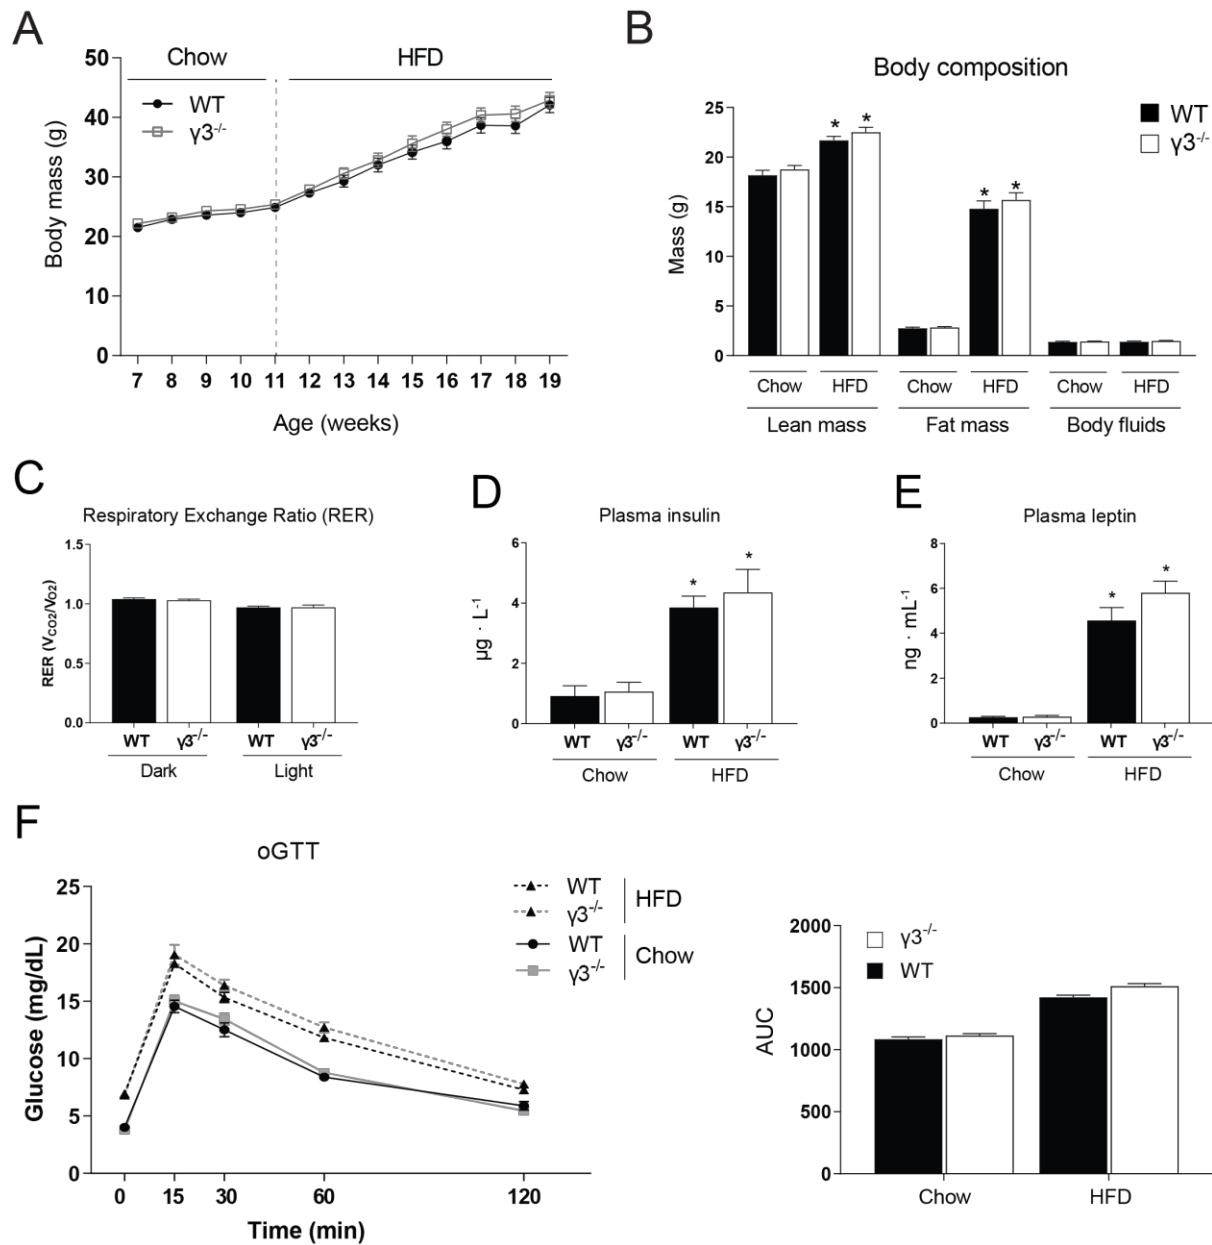 A
Chow HFD
WT
γ3-/-
Body mass (g)
50
40
30
20
10
0
7 8 9 10 11 12 13 14 15 16 17 18 19
Age (weeks)
B
Body composition
WT
γ3-/-
Mass (g)
25
20
15
10
5
0
* * * *
Chow HFD Chow HFD Chow HFD
Lean mass Fat mass Body fluids
C
Respiratory Exchange Ratio (RER)
RER (VCO2/VO2)
1.5
1.0
0.5
0.0
WT γ3-/- WT γ3-/-
Dark Light
D
Plasma insulin
µg · L-1
6
4
2
0
* *
WT γ3-/- WT γ3-/-
Chow HFD
E
Plasma leptin
ng · mL-1
8
6
4
2
0
* *
WT γ3-/- WT γ3-/-
Chow HFD
F
oGTT
WT
γ3-/-
HFD
WT
γ3-/-
Chow
Glucose (mg/dL)
25
20
15
10
5
0
0 15 30 60 120
Time (min)
γ3-/-
WT
AUC
2000
1500
1000
500
0
Chow HFD